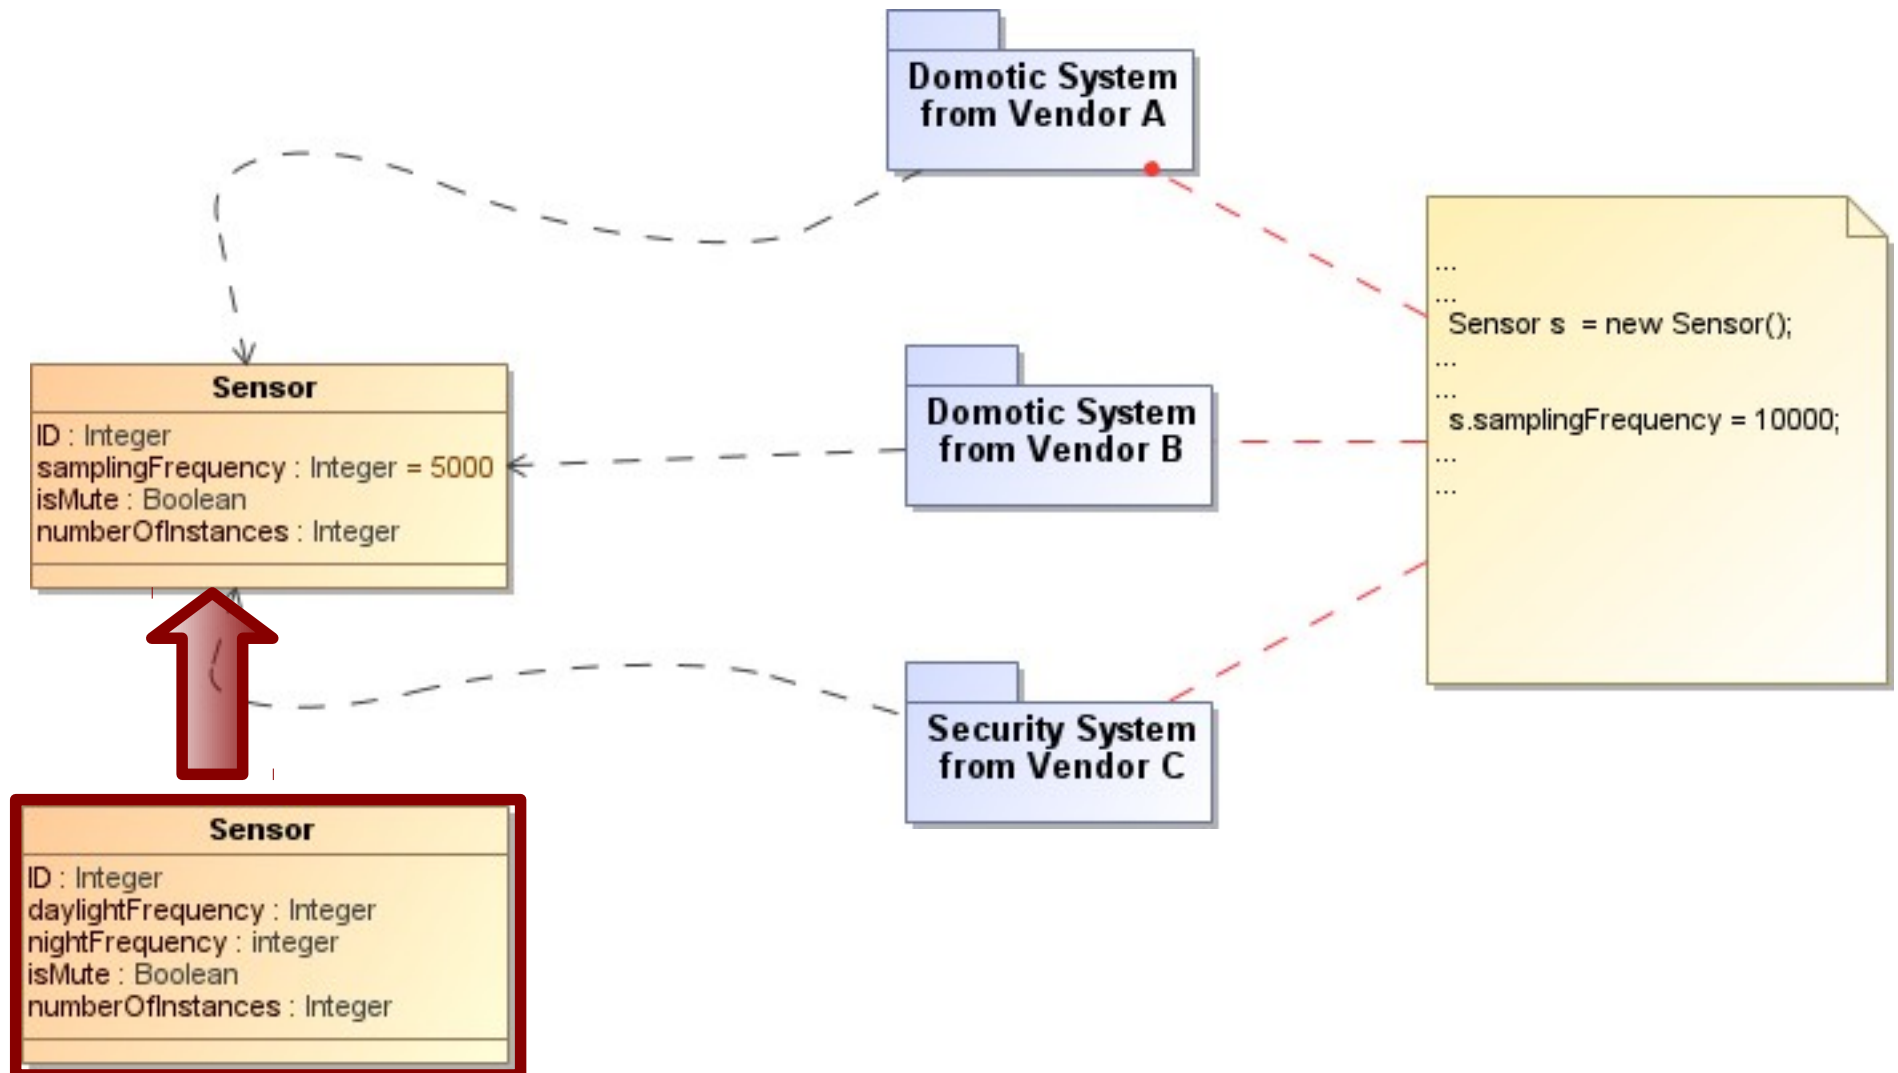 Domotic System
from Vendor A
...
...
Sensor s  = new Sensor();
...
...
s.samplingFrequency = 10000;
...
...
Sensor
ID : Integer
samplingFrequency : Integer = 5000
isMute : Boolean
numberOfInstances : Integer
Domotic System
from Vendor B
Security System
from Vendor C
Sensor
ID : Integer
daylightFrequency : Integer
nightFrequency : integer
isMute : Boolean
numberOfInstances : Integer